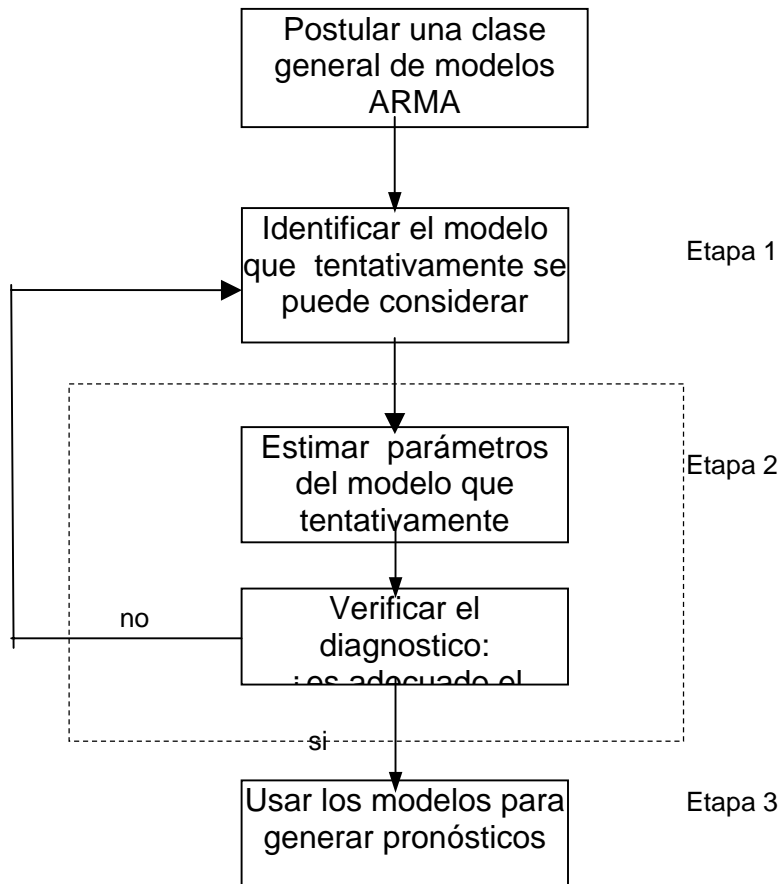 Postular una clase
general de modelos
ARMA
Identificar el modelo
que tentativamente se
puede considerar
Etapa 1
Estimar parámetros
del modelo que
tentativamente
Etapa 2
Verificar el
diagnostico:
¿es adecuado el
no
si
Usar los modelos para
generar pronósticos
Etapa 3